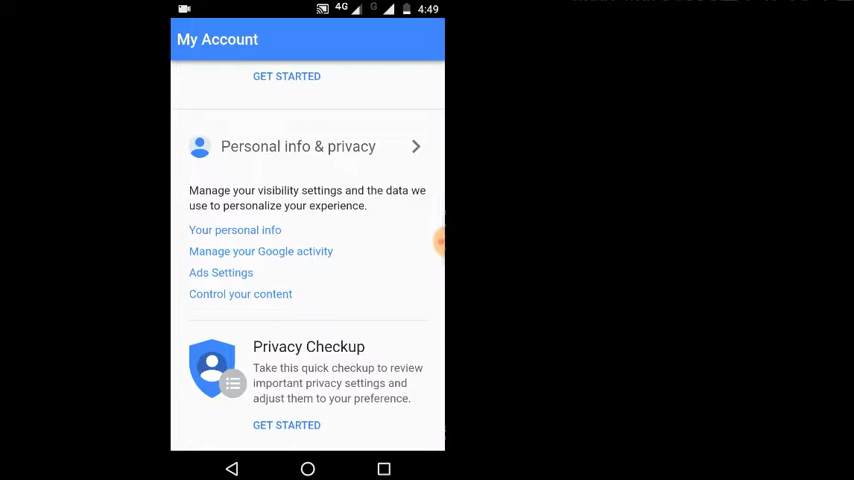 4G G 4:49
My Account
GET STARTED
Personal info & privacy
Manage your visibility settings and the data we
use to personalize your experience.
Your personal info
Manage your Google activity
Ads Settings
Control your content
Privacy Checkup
Take this quick checkup to review
important privacy settings and
adjust them to your preference.
GET STARTED